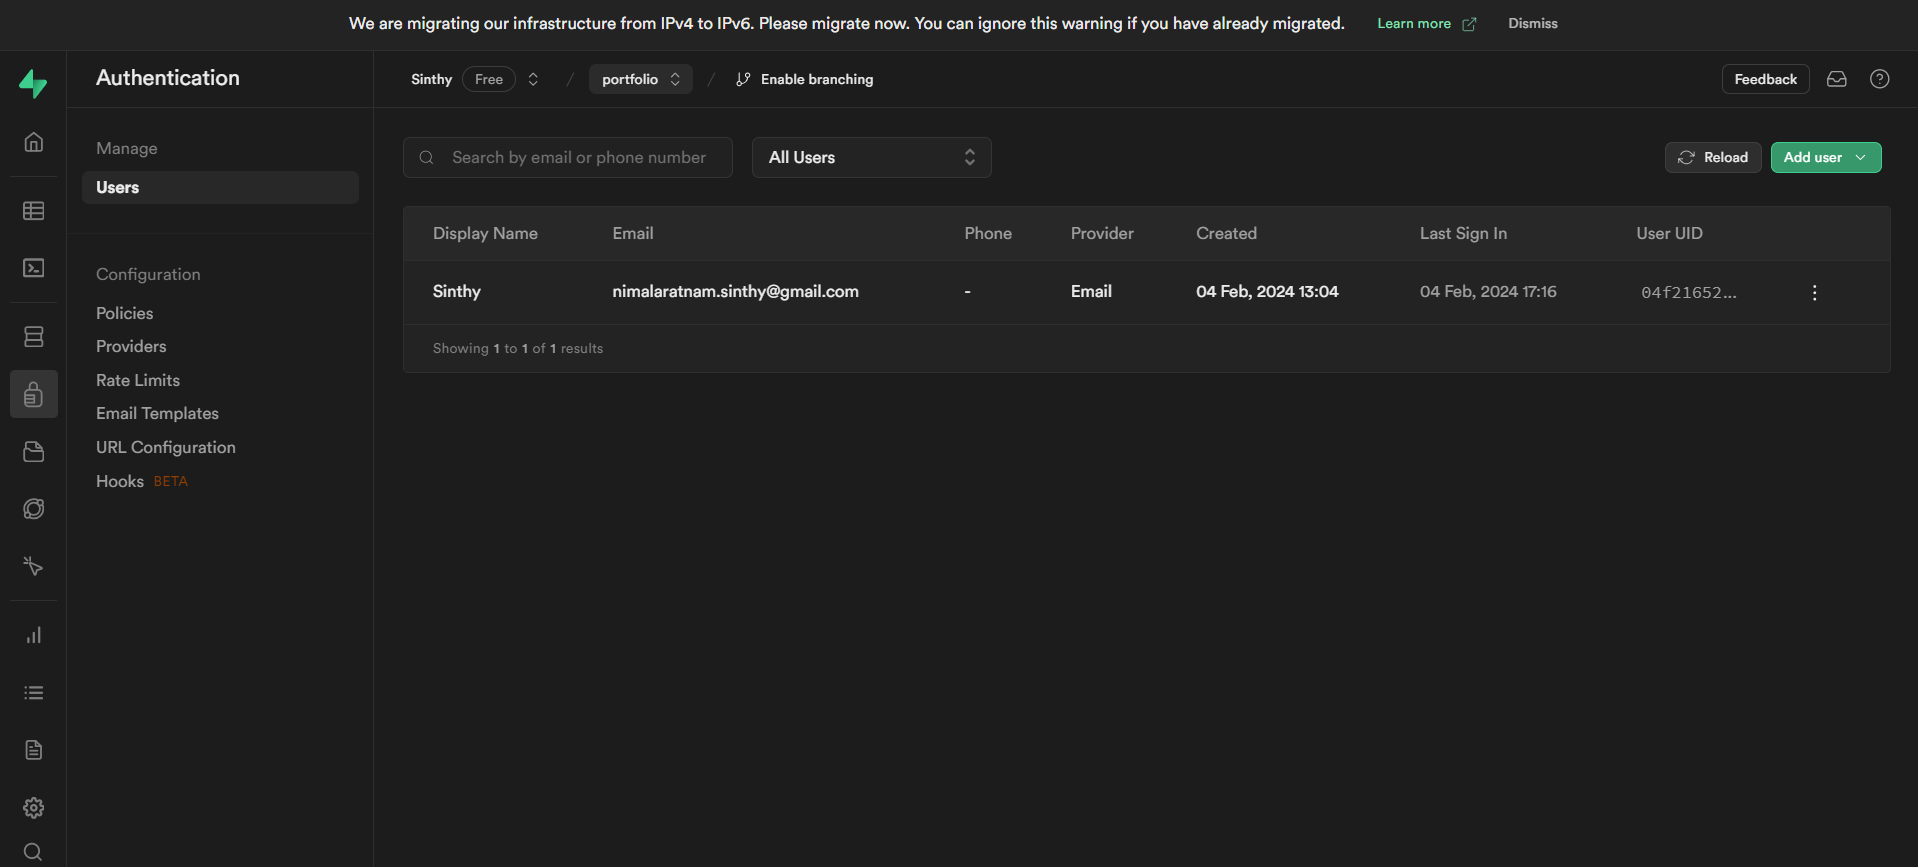 We are migrating our infrastructure from IPv4 to IPv6. Please migrate now. You can ignore this warning if you have already migrated. Learn more Dismiss
Authentication
Sinthy Free / portfolio / Enable branching Feedback
Manage
Users
Configuration
Policies
Providers
Rate Limits
Email Templates
URL Configuration
Hooks BETA
Search by email or phone number All Users Reload Add user
Display Name Email Phone Provider Created Last Sign In User UID
Sinthy nimalaratnam.sinthy@gmail.com - Email 04 Feb, 2024 13:04 04 Feb, 2024 17:16 04f21652...
Showing 1 to 1 of 1 results